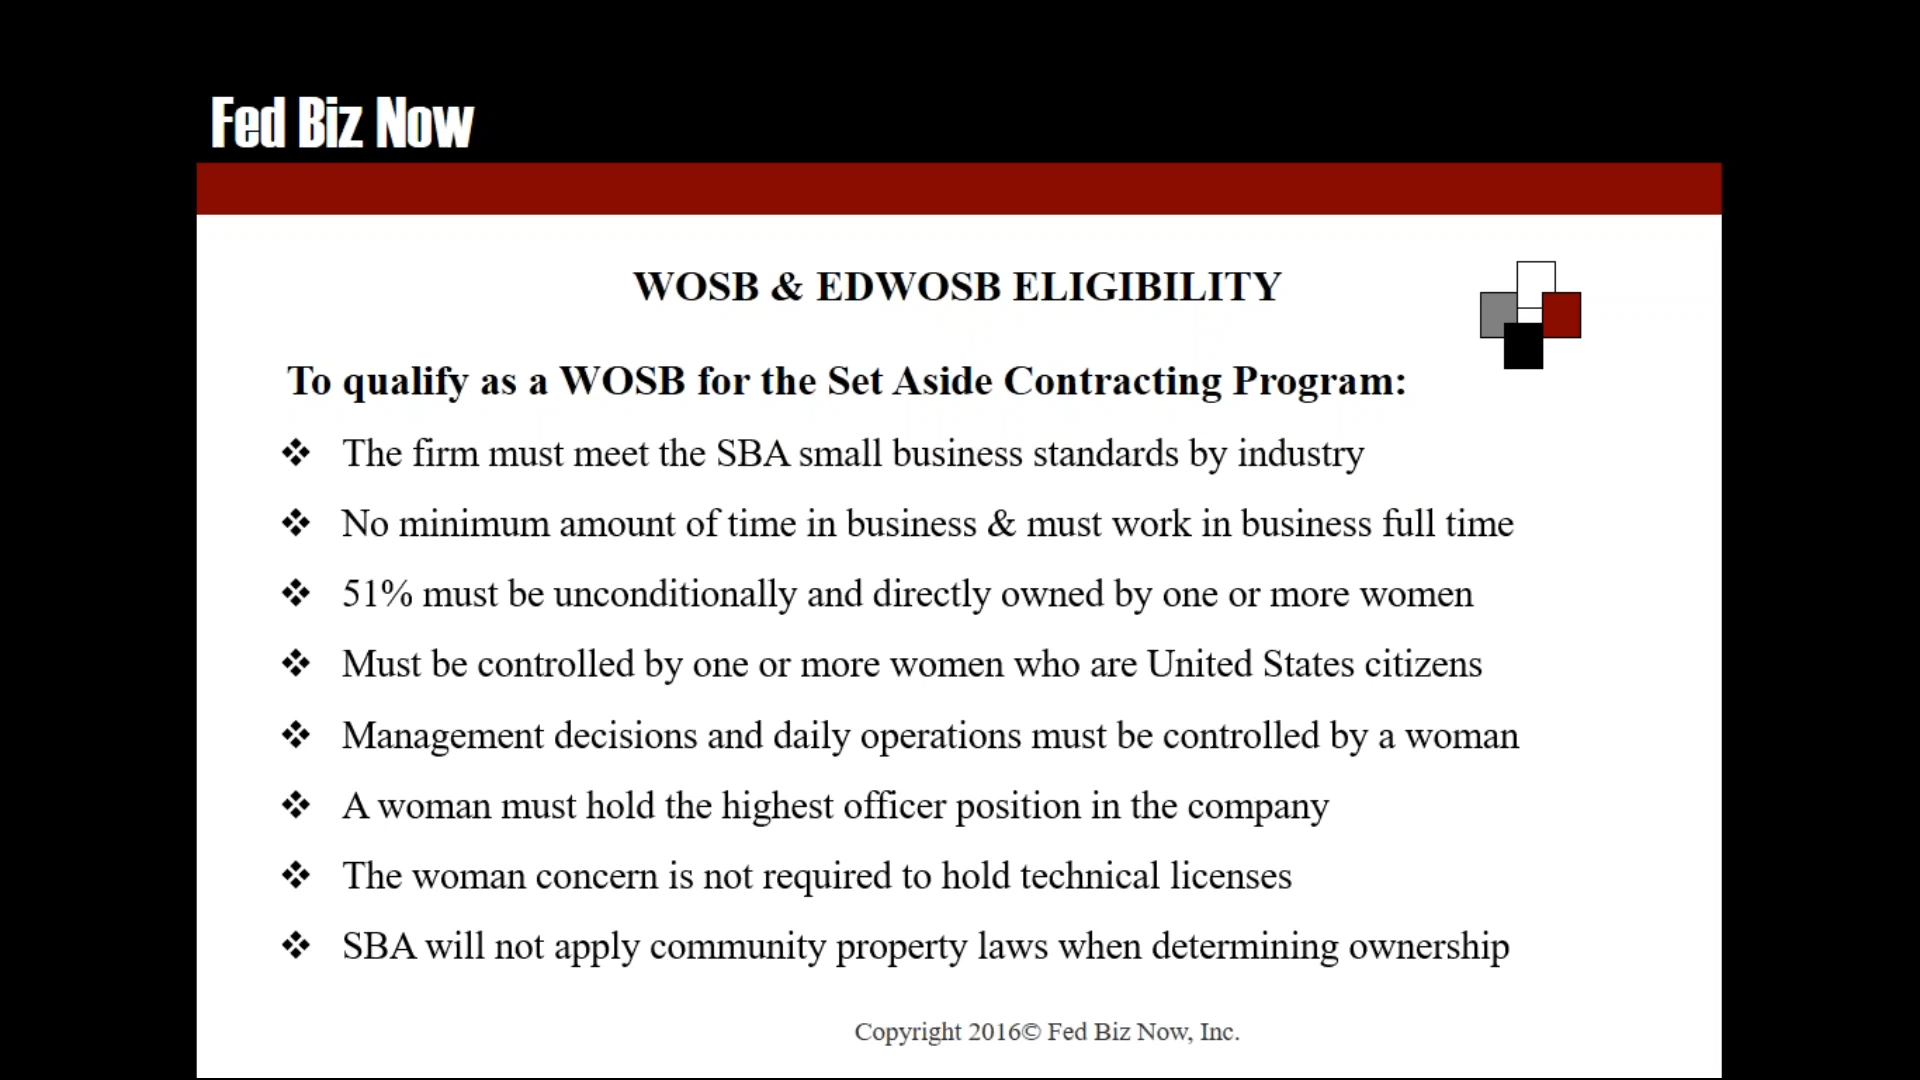 Fed Biz Now
WOSB & EDWOSB ELIGIBILITY
To qualify as a WOSB for the Set Aside Contracting Program:
❖ The firm must meet the SBA small business standards by industry
❖ No minimum amount of time in business & must work in business full time
❖ 51% must be unconditionally and directly owned by one or more women
❖ Must be controlled by one or more women who are United States citizens
❖ Management decisions and daily operations must be controlled by a woman
❖ A woman must hold the highest officer position in the company
❖ The woman concern is not required to hold technical licenses
❖ SBA will not apply community property laws when determining ownership
Copyright 2016© Fed Biz Now, Inc.